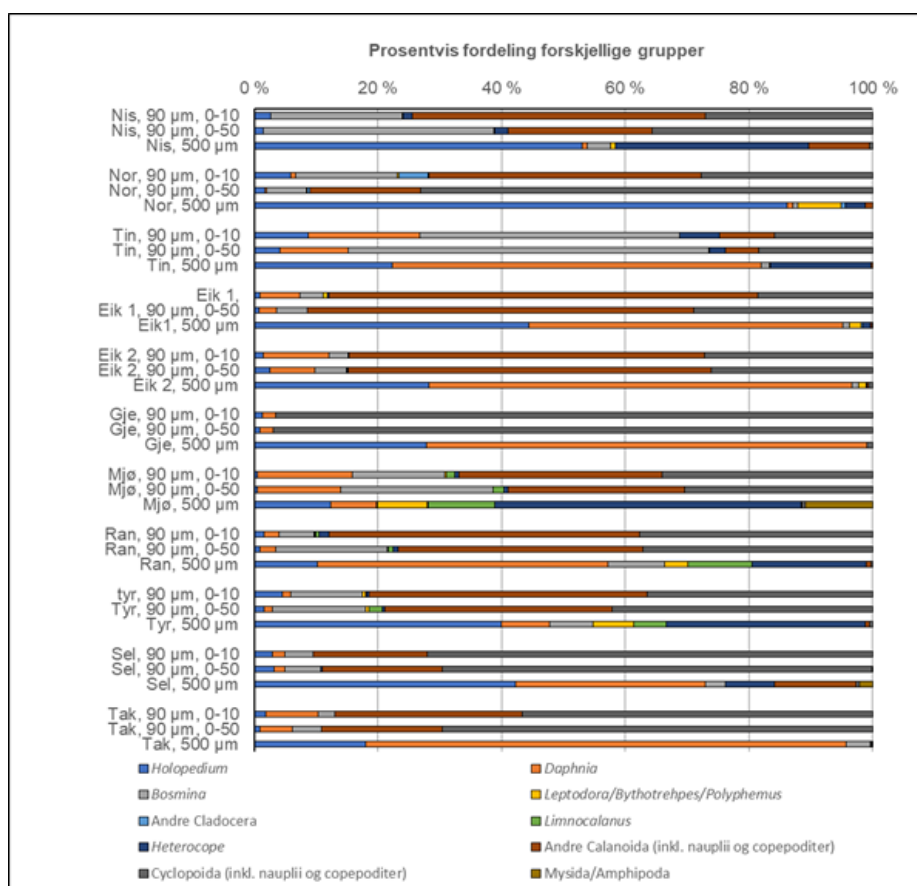 Prosentvis fordeling forskjellige grupper
0 % 20 % 40 % 60 % 80 % 100 %
Nis, 90 µm, 0-10
Nis, 90 µm, 0-50
Nis, 500 µm
Nor, 90 µm, 0-10
Nor, 90 µm, 0-50
Nor, 500 µm
Tin, 90 µm, 0-10
Tin, 90 µm, 0-50
Tin, 500 µm
Eik 1,
Eik 1, 90 µm, 0-50
Eik1, 500 µm
Eik 2, 90 µm, 0-10
Eik 2, 90 µm, 0-50
Eik 2, 500 µm
Gje, 90 µm, 0-10
Gje, 90 µm, 0-50
Gje, 500 µm
Mjø, 90 µm, 0-10
Mjø, 90 µm, 0-50
Mjø, 500 µm
Ran, 90 µm, 0-10
Ran, 90 µm, 0-50
Ran, 500 µm
tyr, 90 µm, 0-10
Tyr, 90 µm, 0-50
Tyr, 500 µm
Sel, 90 µm, 0-10
Sel, 90 µm, 0-50
Sel, 500 µm
Tak, 90 µm, 0-10
Tak, 90 µm, 0-50
Tak, 500 µm
Holopedium Daphnia
Bosmina Leptodora/Bythotrehpes/Polyphemus
Andre Cladocera Limnocalanus
Heterocope Andre Calanoida (inkl. nauplii og copepoditer)
Cyclopoida (inkl. nauplii og copepoditer) Mysida/Amphipoda